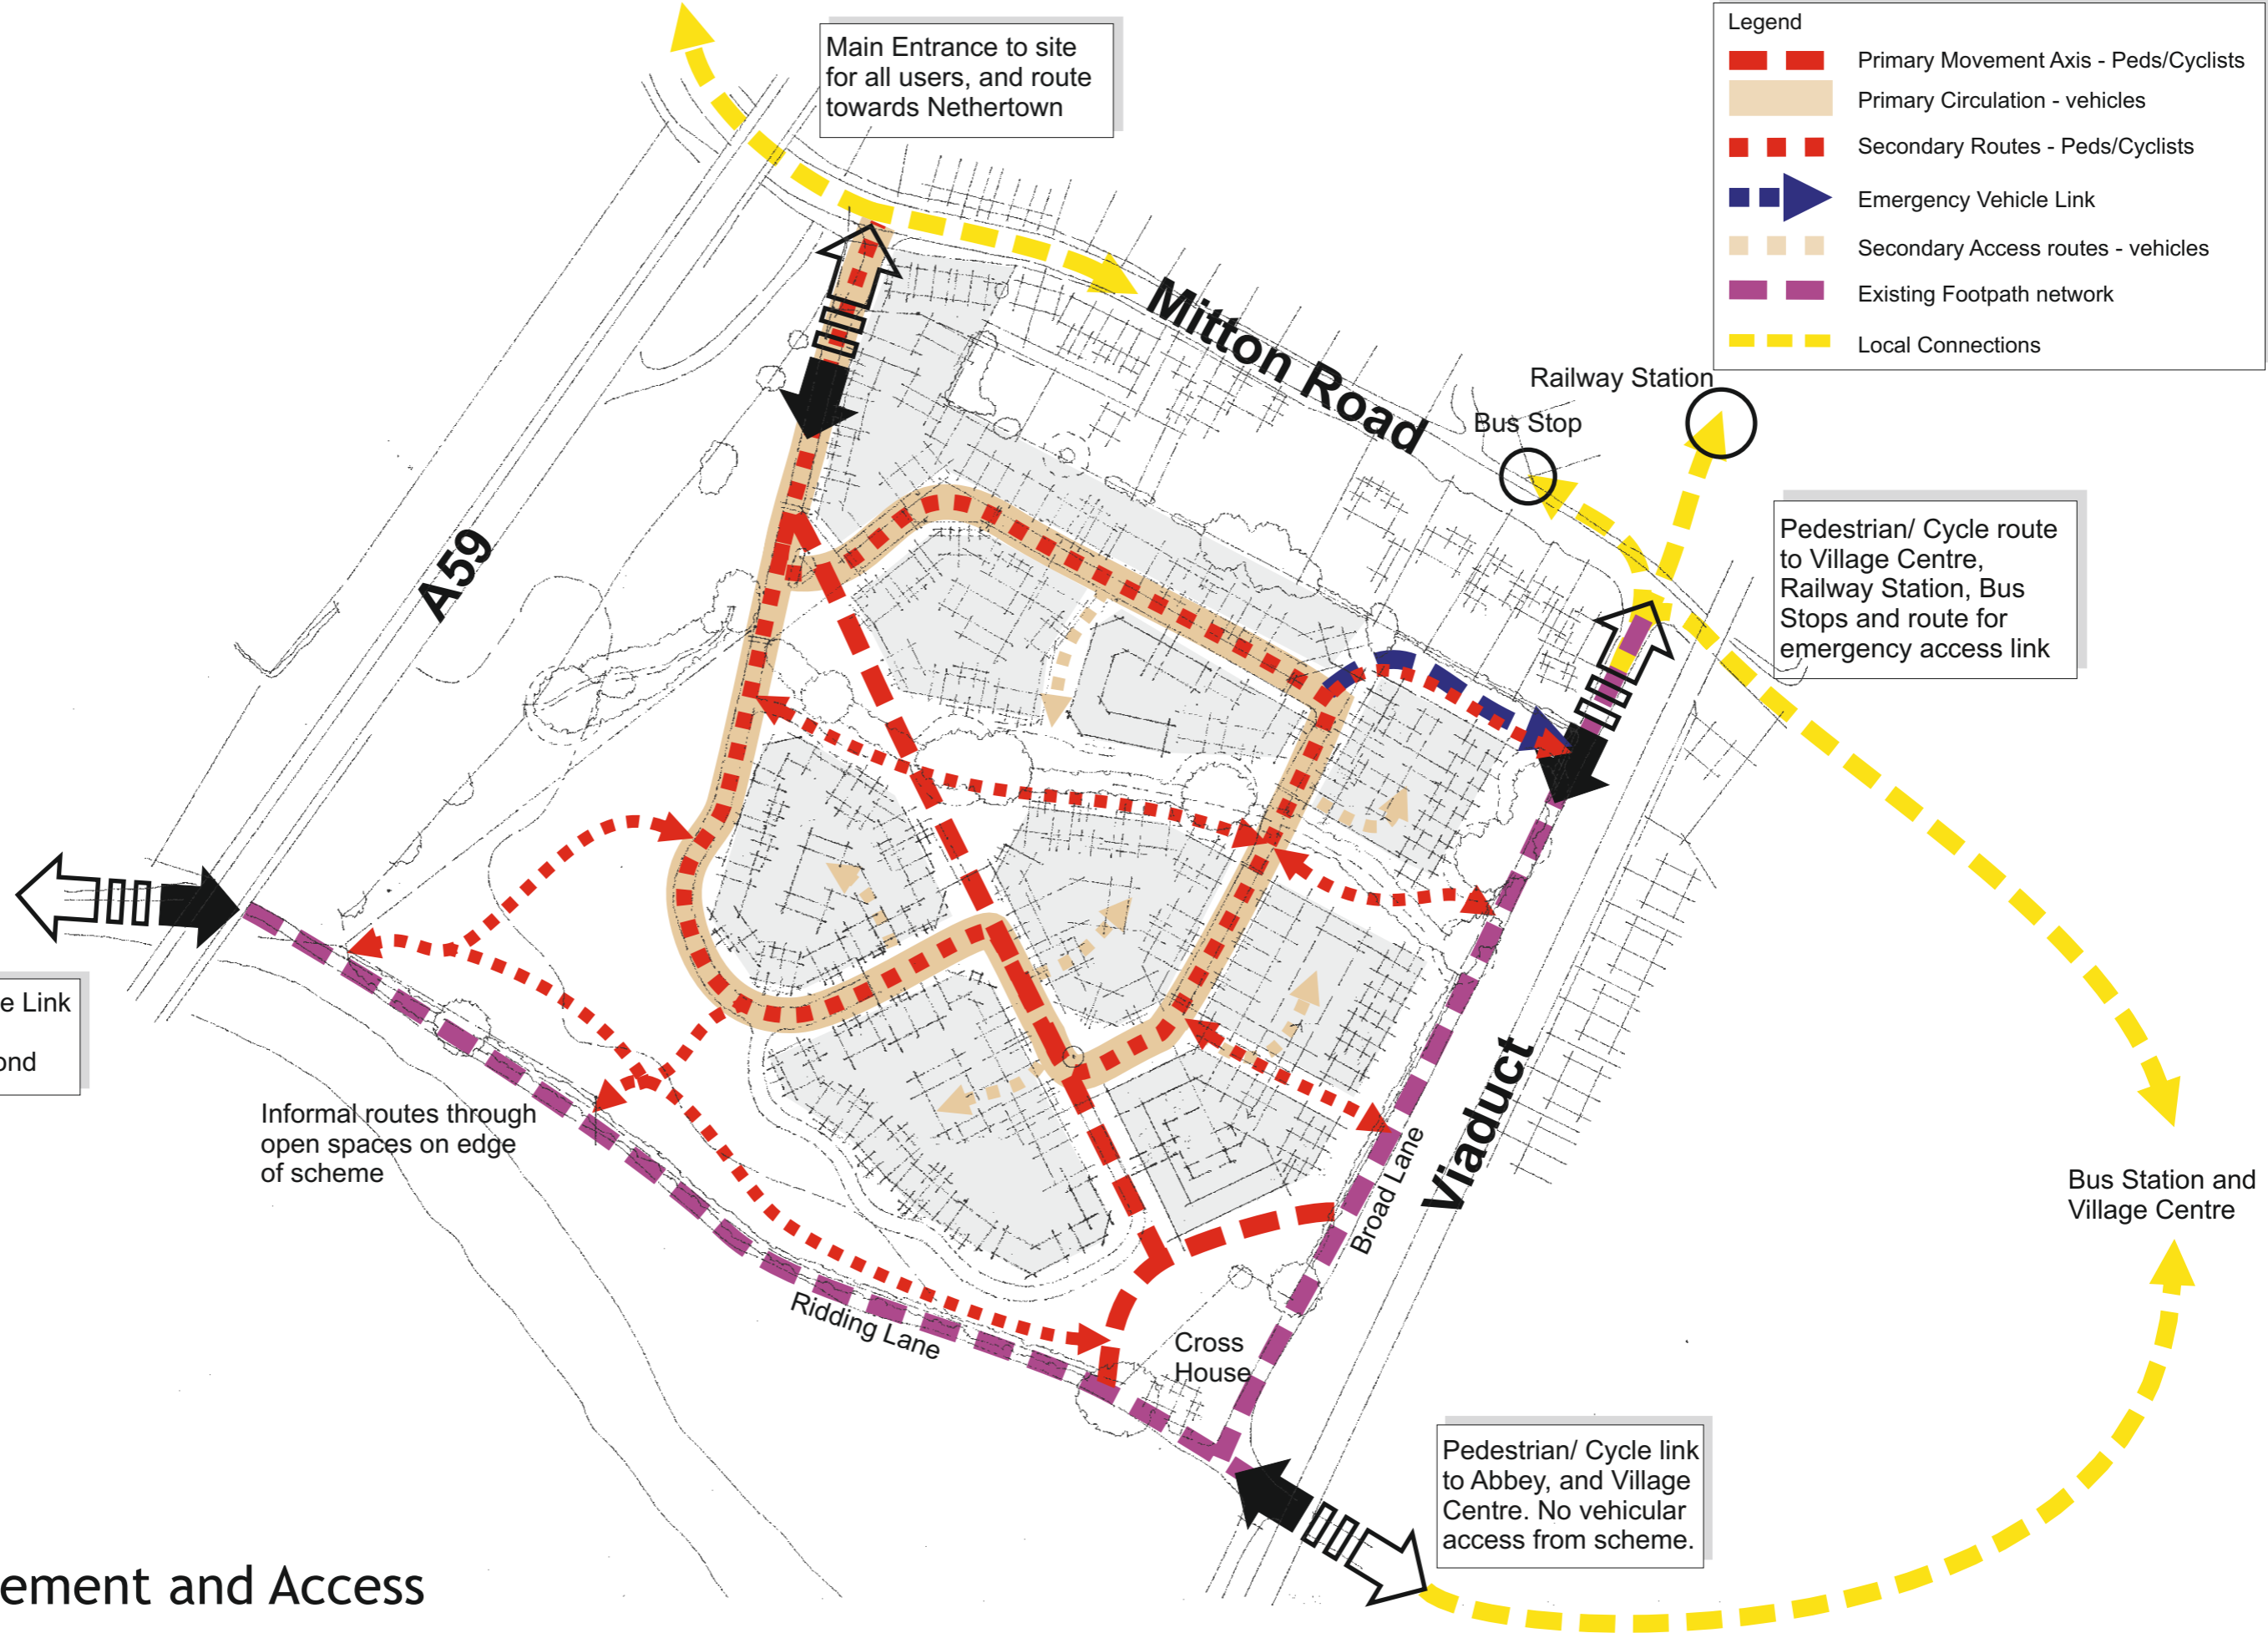 Main Entrance to site
for all users, and route
towards Nethertown
Legend
Primary Movement Axis - Peds/Cyclists
Primary Circulation - vehicles
Secondary Routes - Peds/Cyclists
Emergency Vehicle Link
Secondary Access routes - vehicles
Existing Footpath network
Local Connections
Mitton Road
Railway Station
Bus Stop
A59
Pedestrian/ Cycle route
to Village Centre,
Railway Station, Bus
Stops and route for
emergency access link
e Link
ond
Informal routes through
open spaces on edge
of scheme
Viaduct
Broad Lane
Bus Station and
Village Centre
Ridding Lane
Cross
House
Pedestrian/ Cycle link
to Abbey, and Village
Centre. No vehicular
access from scheme.
ement and Access